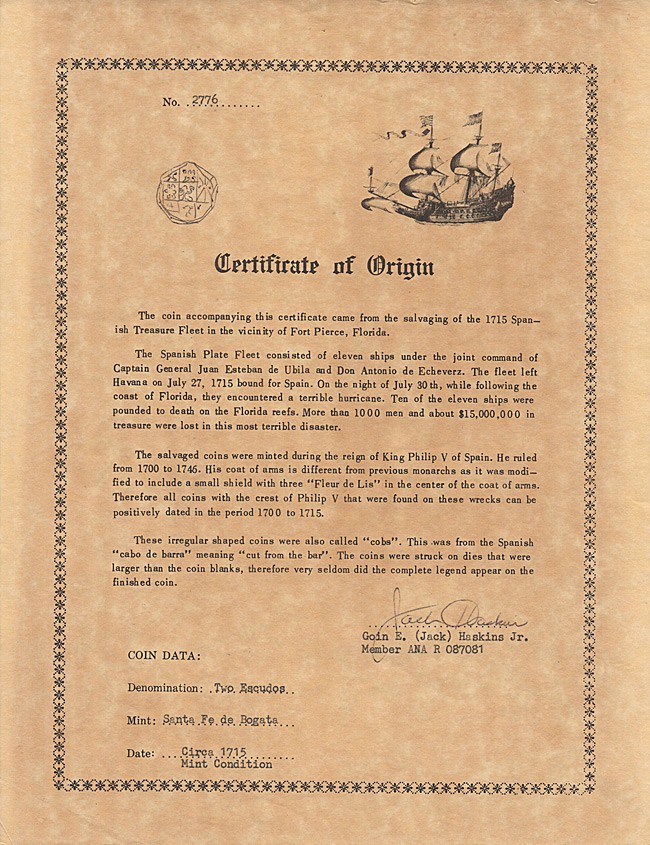 No. .2776.......
Certificate of Origin
The coin accompanying this certificate came from the salvaging of the 1715 Span-
ish Treasure Fleet in the vicinity of Fort Pierce, Florida.
The Spanish Plate Fleet consisted of eleven ships under the joint command of
Captain General Juan Esteban de Ubila and Don Antonio de Echeverz. The fleet left
Havana on July 27, 1715 bound for Spain. On the night of July 30th, while following the
coast of Florida, they encountered a terrible hurricane. Ten of the eleven ships were
pounded to death on the Florida reefs. More than 1000 men and about $15,000,000 in
treasure were lost in this most terrible disaster.
The salvaged coins were minted during the reign of King Philip V of Spain. He ruled
from 1700 to 1746. His coat of arms is different from previous monarchs as it was modi-
fied to include a small shield with three "Fleur de Lis" in the center of the coat of arms.
Therefore all coins with the crest of Philip V that were found on these wrecks can be
positively dated in the period 1700 to 1715.
These irregular shaped coins were also called "cobs". This was from the Spanish
"cabo de barra" meaning "cut from the bar". The coins were struck on dies that were
larger than the coin blanks, therefore very seldom did the complete legend appear on the
finished coin.
Jack Haskins
Goin E. (Jack) Haskins Jr.
Member ANA R 087081
COIN DATA:
Denomination: .Two Escudos..
Mint: Santa Fe de Bogata...
Date: ...Circa 1715.......
Mint Condition